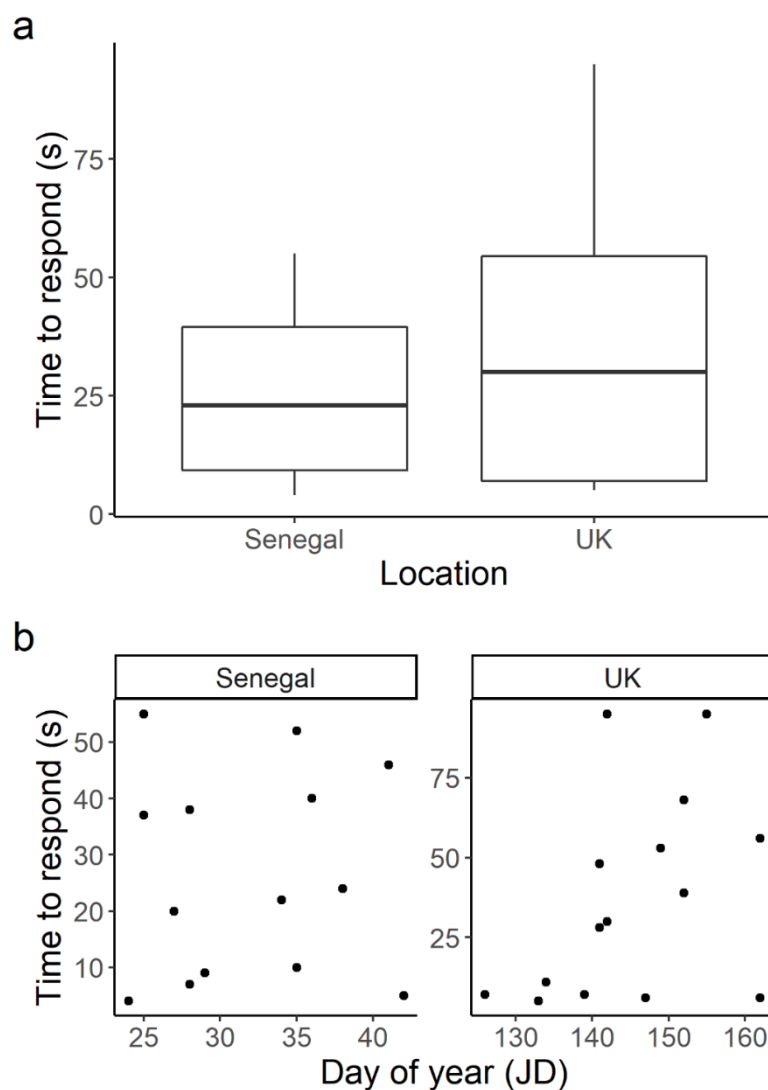 a
Time to respond (s)
75
50
25
0
Senegal UK
Location
b
Senegal UK
Time to respond (s)
50
40
30
20
10
75
50
25
25 30 35 40 130 140 150 160
Day of year (JD)